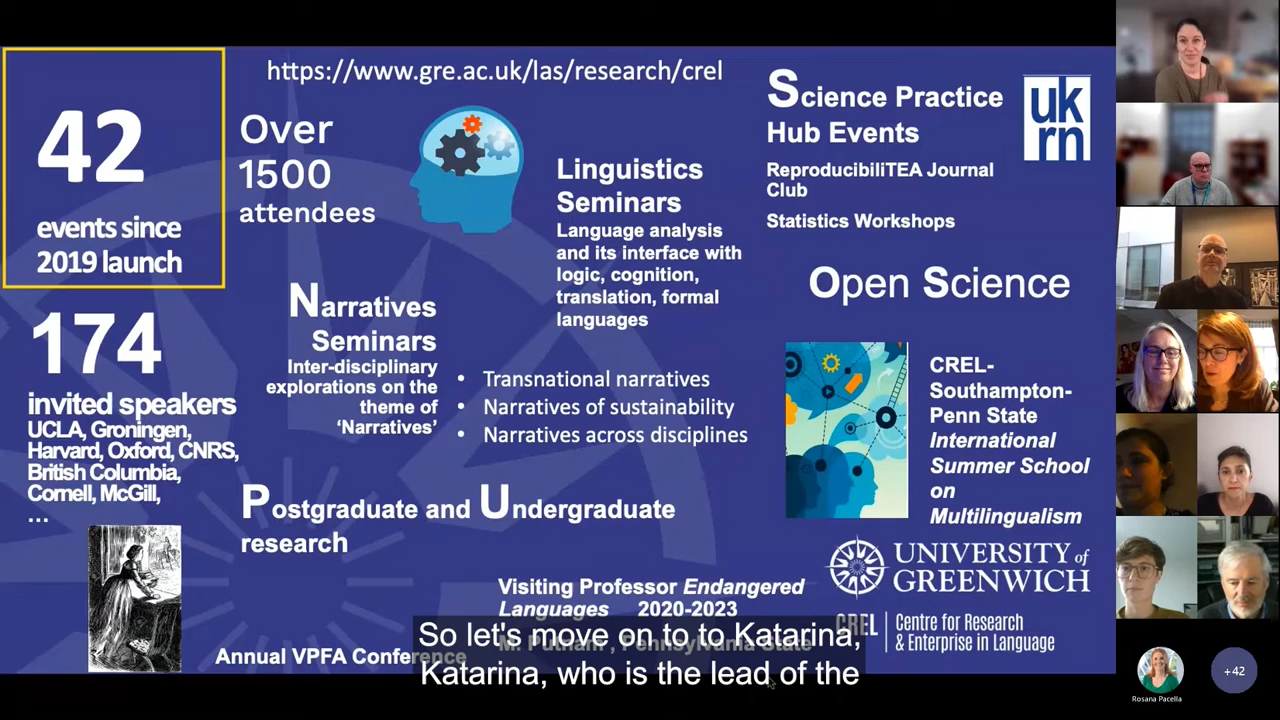 https://www.gre.ac.uk/las/research/crel
42
events since
2019 launch
Over
1500
attendees
174
invited speakers
UCLA, Groningen,
Harvard, Oxford, CNRS,
British Columbia,
Cornell, McGill,
...
Narratives
Seminars
Inter-disciplinary
explorations on the
theme of
‘Narratives’
• Transnational narratives
• Narratives of sustainability
• Narratives across disciplines
Linguistics
Seminars
Language analysis
and its interface with
logic, cognition,
translation, formal
languages
Science Practice
Hub Events
ReproducibiliTEA Journal
Club
Statistics Workshops
uk
rn
Open Science
CREL-
Southampton-
Penn State
International
Summer School
on
Multilingualism
Postgraduate and Undergraduate
research
Visiting Professor Endangered
Languages 2020-2023
M. Putnam, Pennsylvania State
Annual VPFA Conference
UNIVERSITY of
GREENWICH
CREL
Centre for Research
& Enterprise in Language
So let's move on to to Katarina,
Katarina, who is the lead of the
Rosana Pacella
+42